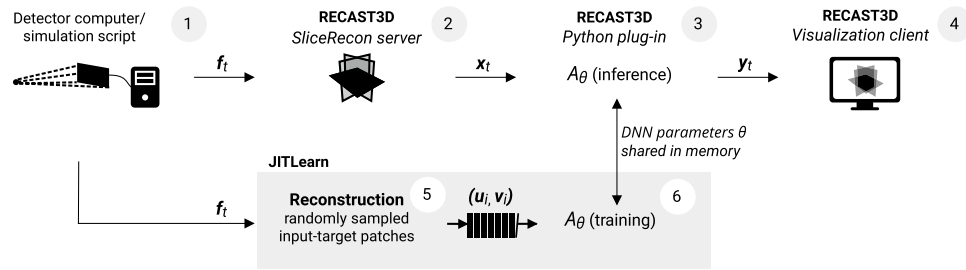 Detector computer/
simulation script
1
f_t
RECAST3D
SliceRecon server
2
x_t
RECAST3D
Python plug-in
3
A_θ (inference)
y_t
RECAST3D
Visualization client
4
DNN parameters θ
shared in memory
JITLearn
f_t
Reconstruction
randomly sampled
input-target patches
5
(u_i, v_i)
A_θ (training)
6